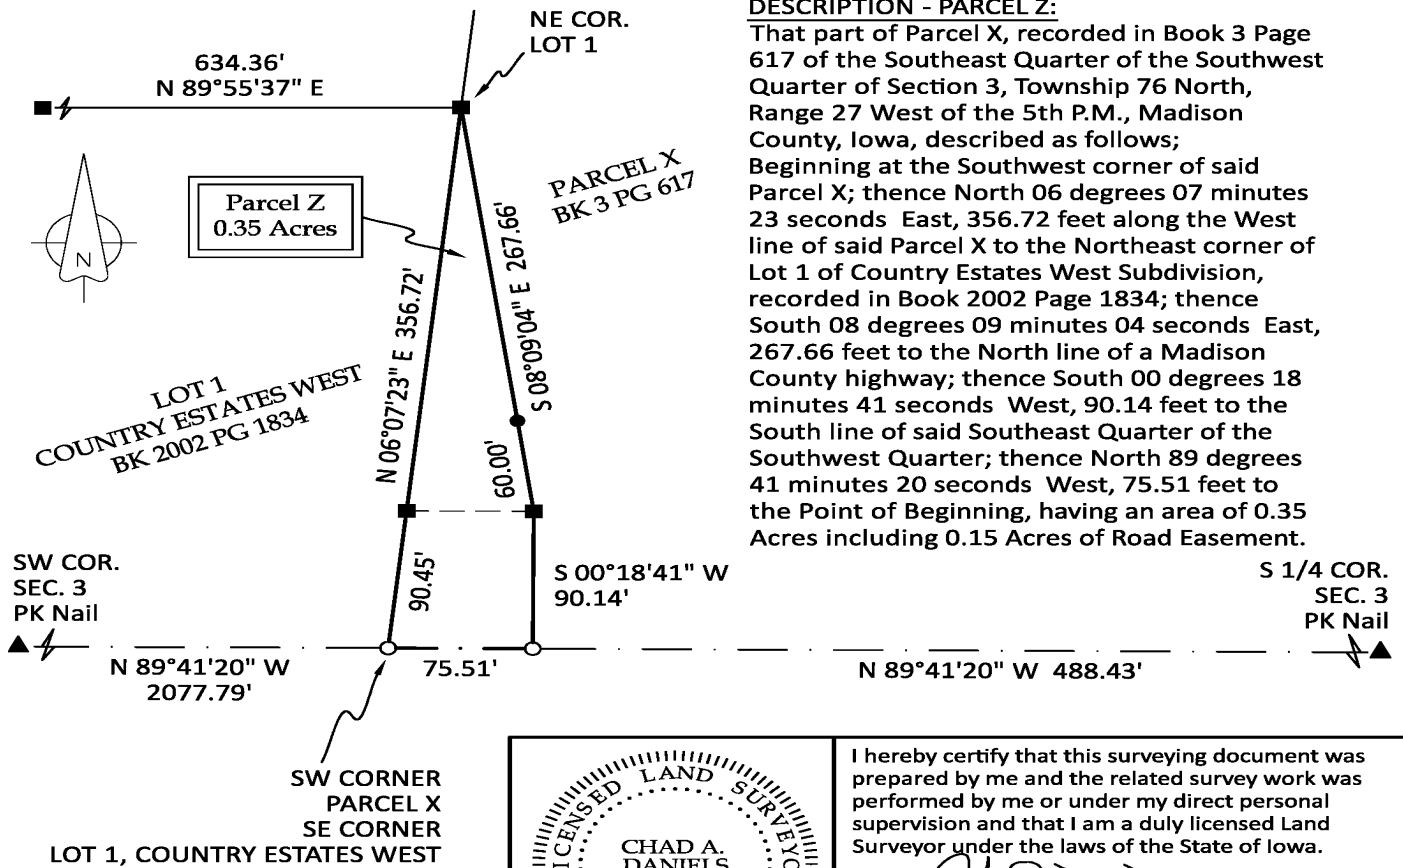 NE COR.
LOT 1
634.36'
N 89°55'37" E
Parcel Z
0.35 Acres
N
PARCEL X
BK 3 PG 617
S 08°09'04" E 267.66'
N 06°07'23" E 356.72'
LOT 1
COUNTRY ESTATES WEST
BK 2002 PG 1834
60.00'
90.45'
S 00°18'41" W
90.14'
SW COR.
SEC. 3
PK Nail
S 1/4 COR.
SEC. 3
PK Nail
N 89°41'20" W
2077.79'
75.51'
N 89°41'20" W 488.43'
SW CORNER
PARCEL X
SE CORNER
LOT 1, COUNTRY ESTATES WEST
DESCRIPTION - PARCEL Z:
That part of Parcel X, recorded in Book 3 Page
617 of the Southeast Quarter of the Southwest
Quarter of Section 3, Township 76 North,
Range 27 West of the 5th P.M., Madison
County, Iowa, described as follows;
Beginning at the Southwest corner of said
Parcel X; thence North 06 degrees 07 minutes
23 seconds East, 356.72 feet along the West
line of said Parcel X to the Northeast corner of
Lot 1 of Country Estates West Subdivision,
recorded in Book 2002 Page 1834; thence
South 08 degrees 09 minutes 04 seconds East,
267.66 feet to the North line of a Madison
County highway; thence South 00 degrees 18
minutes 41 seconds West, 90.14 feet to the
South line of said Southeast Quarter of the
Southwest Quarter; thence North 89 degrees
41 minutes 20 seconds West, 75.51 feet to
the Point of Beginning, having an area of 0.35
Acres including 0.15 Acres of Road Easement.
LAND
CHAD A.
DANIELS
I hereby certify that this surveying document was
prepared by me and the related survey work was
performed by me or under my direct personal
supervision and that I am a duly licensed Land
Surveyor under the laws of the State of Iowa.